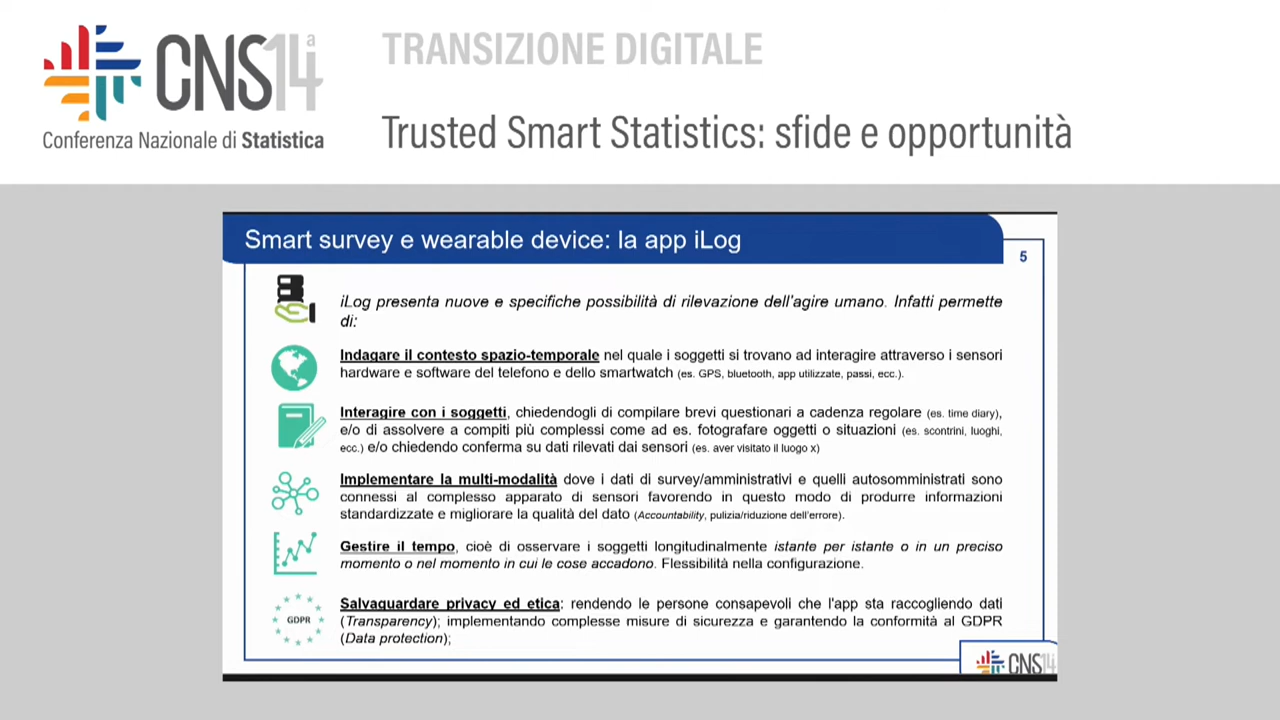 CNS14a
Conferenza Nazionale di Statistica
TRANSIZIONE DIGITALE
Trusted Smart Statistics: sfide e opportunità
Smart survey e wearable device: la app iLog
5
iLog presenta nuove e specifiche possibilità di rilevazione dell'agire umano. Infatti permette
di:
Indagare il contesto spazio-temporale nel quale i soggetti si trovano ad interagire attraverso i sensori
hardware e software del telefono e dello smartwatch (es. GPS, bluetooth, app utilizzate, passi, ecc.).
Interagire con i soggetti, chiedendogli di compilare brevi questionari a cadenza regolare (es. time diary),
e/o di assolvere a compiti più complessi come ad es. fotografare oggetti o situazioni (es. scontrini, luoghi,
ecc.) e/o chiedendo conferma su dati rilevati dai sensori (es. aver visitato il luogo x)
Implementare la multi-modalità dove i dati di survey/amministrativi e quelli autosomministrati sono
connessi al complesso apparato di sensori favorendo in questo modo di produrre informazioni
standardizzate e migliorare la qualità del dato (Accountability, pulizia/riduzione dell'errore).
Gestire il tempo, cioè di osservare i soggetti longitudinalmente istante per istante o in un preciso
momento o nel momento in cui le cose accadono. Flessibilità nella configurazione.
GDPR
Salvaguardare privacy ed etica: rendendo le persone consapevoli che l'app sta raccogliendo dati
(Transparency); implementando complesse misure di sicurezza e garantendo la conformità al GDPR
(Data protection);
CNS14